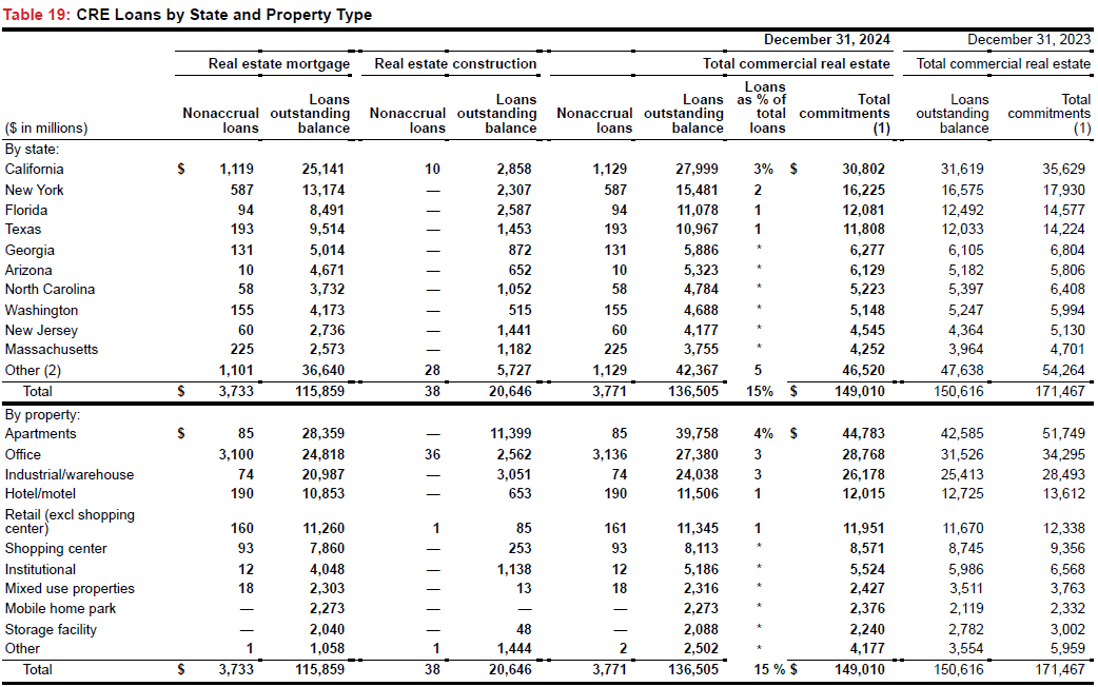 Table 19: CRE Loans by State and Property Type
December 31, 2024 December 31, 2023
Real estate mortgage Real estate construction Total commercial real estate Total commercial real estate
($ in millions) Nonaccrual loans Loans outstanding balance Nonaccrual loans Loans outstanding balance Nonaccrual loans Loans outstanding balance Loans as % of total loans Total commitments (1) Loans outstanding balance Total commitments (1)
By state:
California $ 1,119 25,141 10 2,858 1,129 27,999 3% $ 30,802 31,619 35,629
New York 587 13,174 — 2,307 587 15,481 2 16,225 16,575 17,930
Florida 94 8,491 — 2,587 94 11,078 1 12,081 12,492 14,577
Texas 193 9,514 — 1,453 193 10,967 1 11,808 12,033 14,224
Georgia 131 5,014 — 872 131 5,886 * 6,277 6,105 6,804
Arizona 10 4,671 — 652 10 5,323 * 6,129 5,182 5,806
North Carolina 58 3,732 — 1,052 58 4,784 * 5,223 5,397 6,408
Washington 155 4,173 — 515 155 4,688 * 5,148 5,247 5,994
New Jersey 60 2,736 — 1,441 60 4,177 * 4,545 4,364 5,130
Massachusetts 225 2,573 — 1,182 225 3,755 * 4,252 3,964 4,701
Other (2) 1,101 36,640 28 5,727 1,129 42,367 5 46,520 47,638 54,264
Total $ 3,733 115,859 38 20,646 3,771 136,505 15% $ 149,010 150,616 171,467
By property:
Apartments $ 85 28,359 — 11,399 85 39,758 4% $ 44,783 42,585 51,749
Office 3,100 24,818 36 2,562 3,136 27,380 3 28,768 31,526 34,295
Industrial/warehouse 74 20,987 — 3,051 74 24,038 3 26,178 25,413 28,493
Hotel/motel 190 10,853 — 653 190 11,506 1 12,015 12,725 13,612
Retail (excl shopping
center) 160 11,260 1 85 161 11,345 1 11,951 11,670 12,338
Shopping center 93 7,860 — 253 93 8,113 * 8,571 8,745 9,356
Institutional 12 4,048 — 1,138 12 5,186 * 5,524 5,986 6,568
Mixed use properties 18 2,303 — 13 18 2,316 * 2,427 3,511 3,763
Mobile home park — 2,273 — — — 2,273 * 2,376 2,119 2,332
Storage facility — 2,040 — 48 — 2,088 * 2,240 2,782 3,002
Other 1 1,058 1 1,444 2 2,502 * 4,177 3,554 5,959
Total $ 3,733 115,859 38 20,646 3,771 136,505 15 % $ 149,010 150,616 171,467